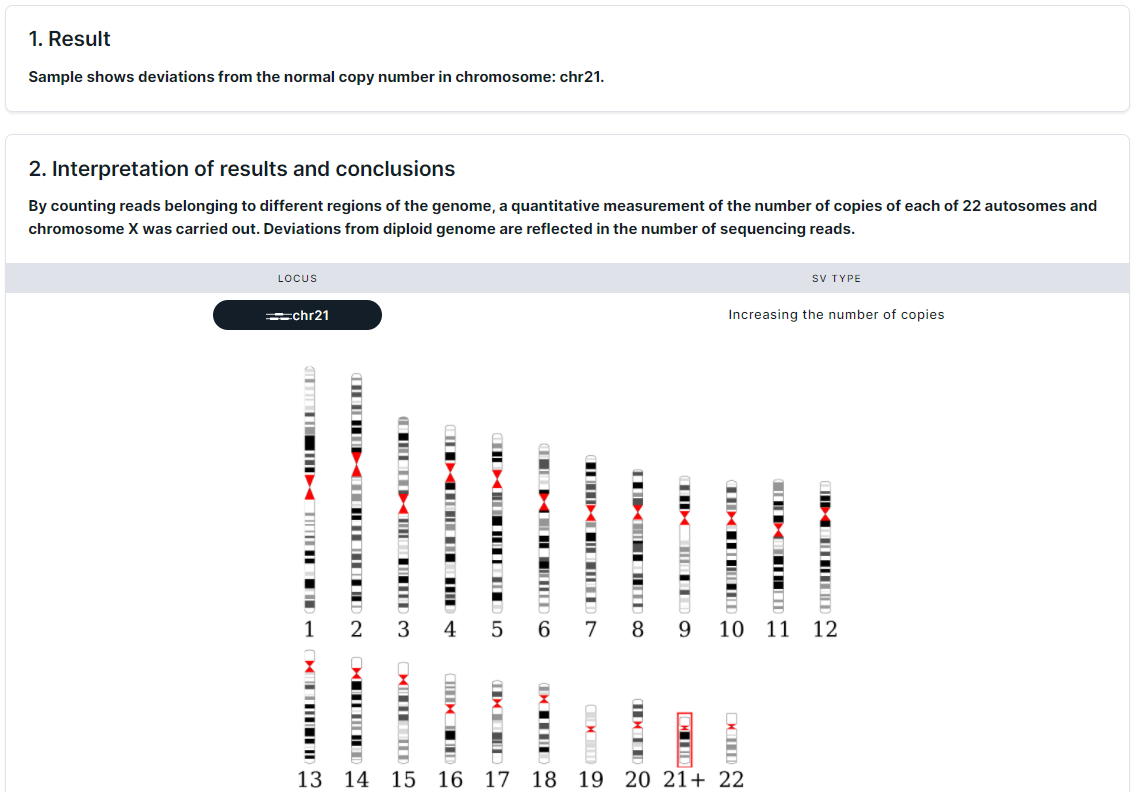 1. Result
Sample shows deviations from the normal copy number in chromosome: chr21.
2. Interpretation of results and conclusions
By counting reads belonging to different regions of the genome, a quantitative measurement of the number of copies of each of 22 autosomes and
chromosome X was carried out. Deviations from diploid genome are reflected in the number of sequencing reads.
LOCUS SV TYPE
chr21 Increasing the number of copies
1 2 3 4 5 6 7 8 9 10 11 12
13 14 15 16 17 18 19 20 21+ 22